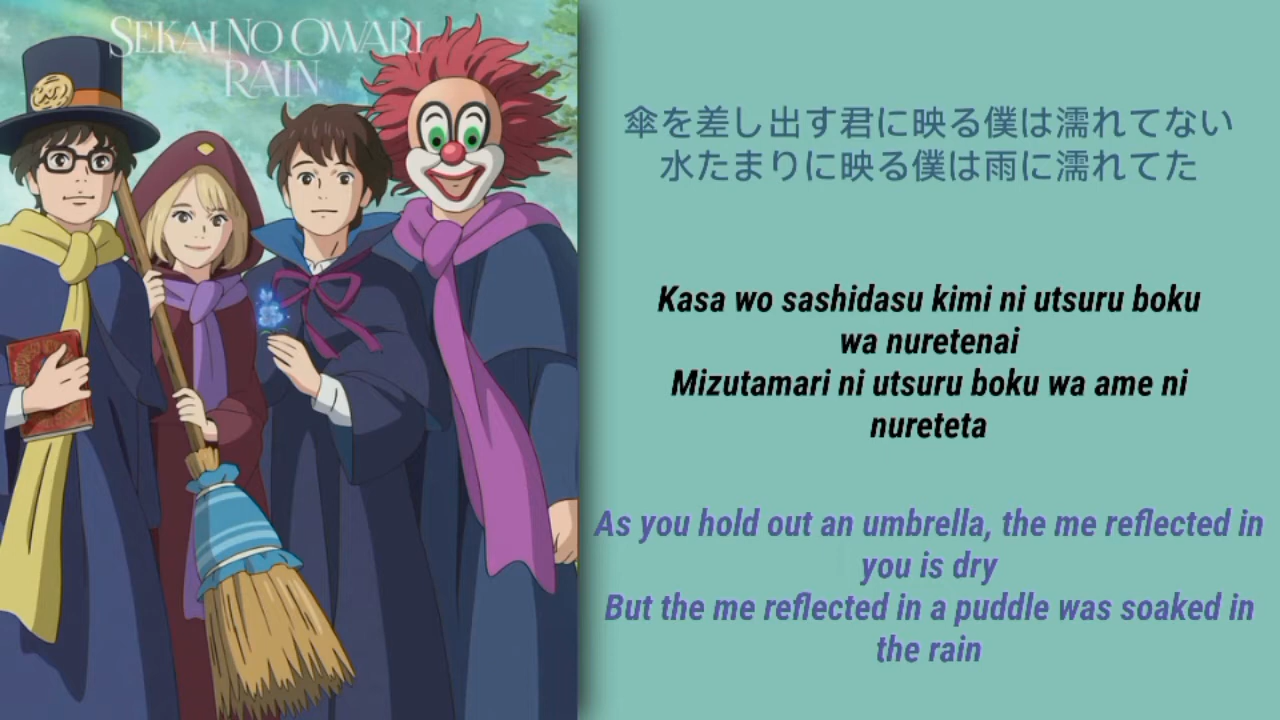 SEKAI NO OWARI
RAIN
傘を差し出す君に映る僕は濡れてない
水たまりに映る僕は雨に濡れてた
Kasa wo sashidasu kimi ni utsuru boku
wa nuretenai
Mizutamari ni utsuru boku wa ame ni
nureteta
As you hold out an umbrella, the me reflected in
you is dry
But the me reflected in a puddle was soaked in
the rain